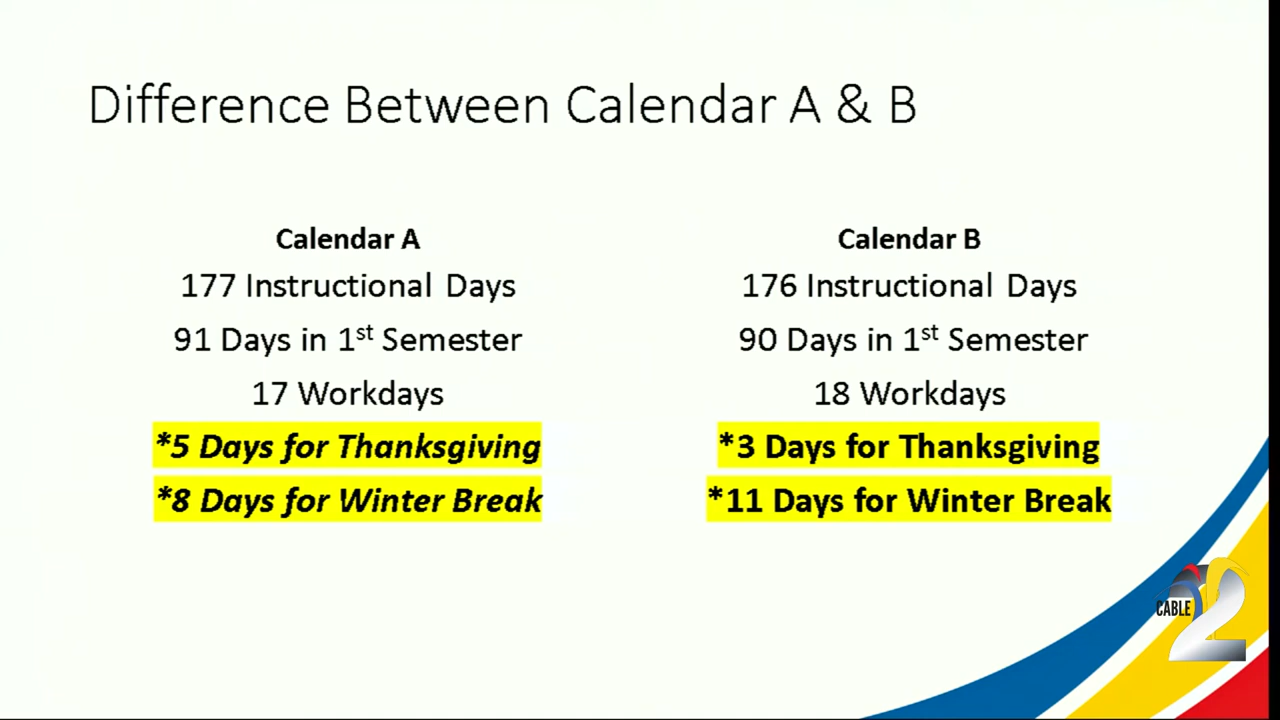 Difference Between Calendar A & B
Calendar A
177 Instructional Days
91 Days in 1st Semester
17 Workdays
*5 Days for Thanksgiving
*8 Days for Winter Break
Calendar B
176 Instructional Days
90 Days in 1st Semester
18 Workdays
*3 Days for Thanksgiving
*11 Days for Winter Break
CABLE 22